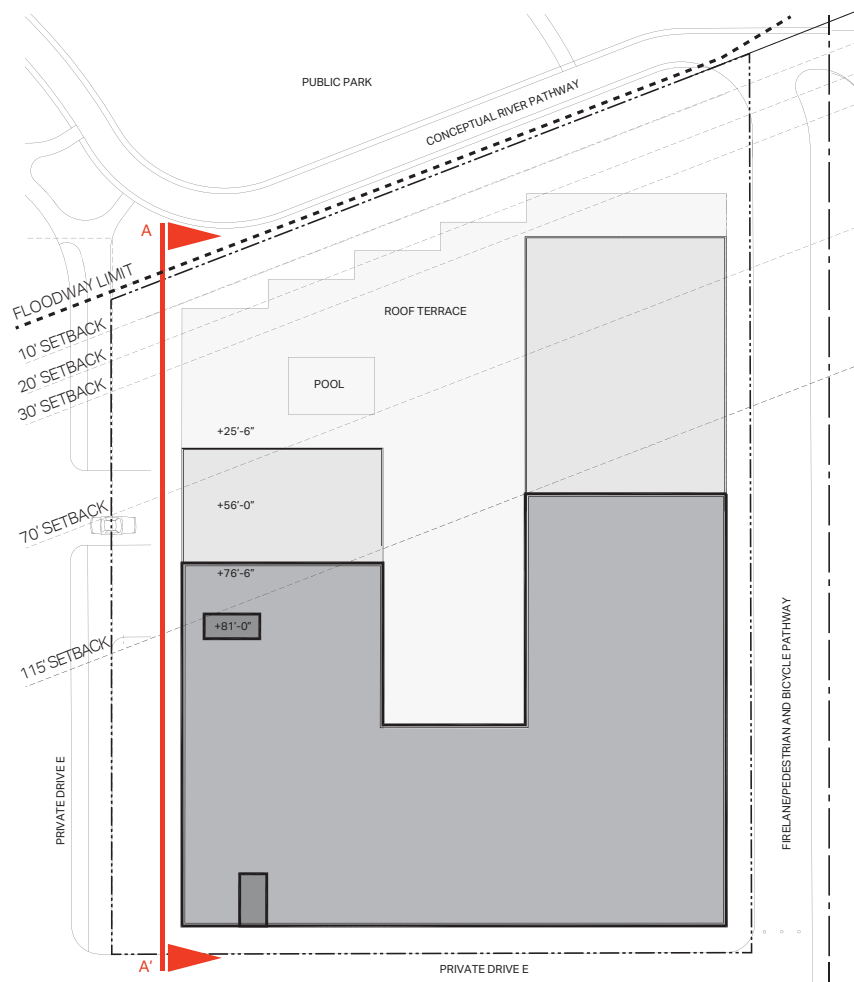 PUBLIC PARK
CONCEPTUAL RIVER PATHWAY
A
FLOODWAY LIMIT
10' SETBACK
20' SETBACK
30' SETBACK
ROOF TERRACE
POOL
+25'-6"
+56'-0"
70' SETBACK
+76'-6"
+81'-0"
115' SETBACK
PRIVATE DRIVE E
FIRELANE/PEDESTRIAN AND BICYCLE PATHWAY
A'
PRIVATE DRIVE E